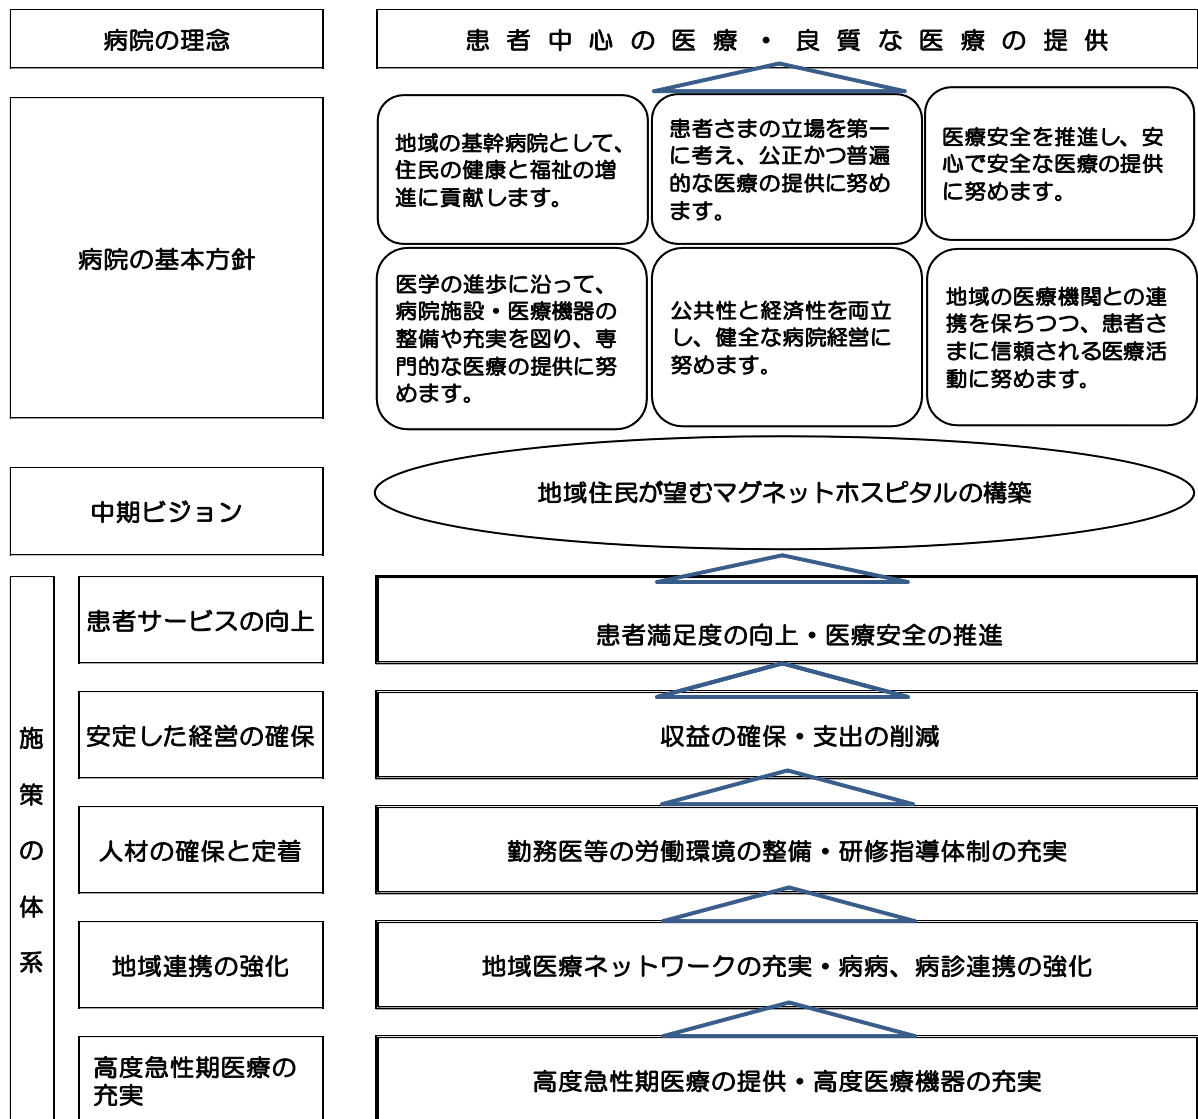 病院の理念
患者中心の医療・良質な医療の提供
病院の基本方針
地域の基幹病院として、
住民の健康と福祉の増
進に貢献します。
患者さまの立場を第一
に考え、公正かつ普遍
的な医療の提供に努め
ます。
医療安全を推進し、安
心で安全な医療の提供
に努めます。
医学の進歩に沿って、
病院施設・医療機器の
整備や充実を図り、専
門的な医療の提供に努
めます。
公共性と経済性を両立
し、健全な病院経営に
努めます。
地域の医療機関との連
携を保ちつつ、患者さ
まに信頼される医療活
動に努めます。
中期ビジョン
地域住民が望むマグネットホスピタルの構築
施策の体系
患者サービスの向上
患者満足度の向上・医療安全の推進
安定した経営の確保
収益の確保・支出の削減
人材の確保と定着
勤務医等の労働環境の整備・研修指導体制の充実
地域連携の強化
地域医療ネットワークの充実・病病、病診連携の強化
高度急性期医療の
充実
高度急性期医療の提供・高度医療機器の充実